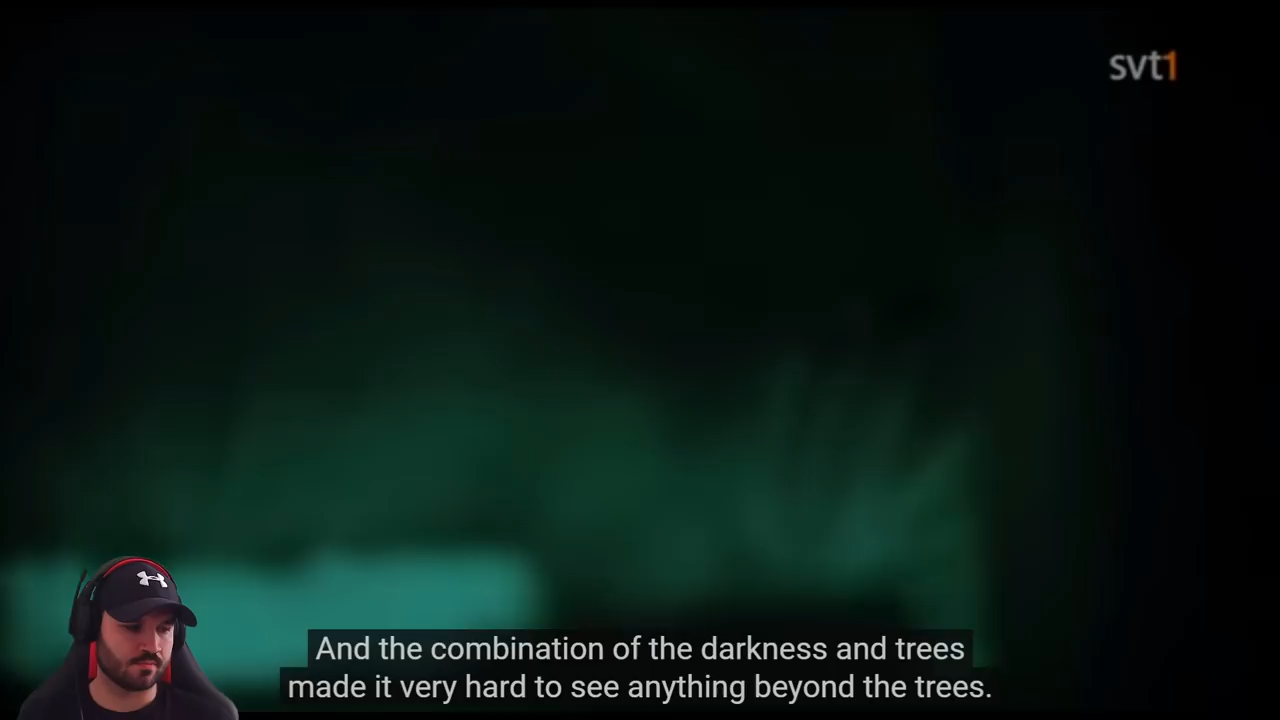 svt1
And the combination of the darkness and trees
made it very hard to see anything beyond the trees.